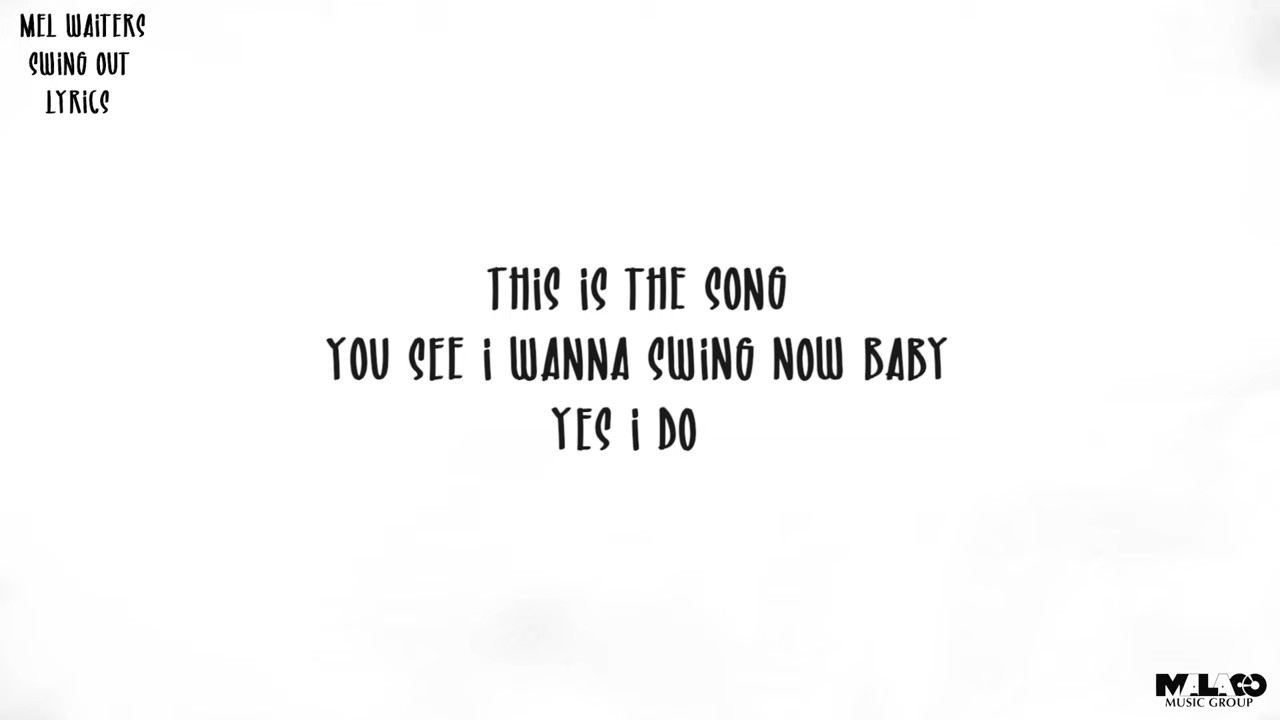 MEL WAITERS
SWiNG OUT
LYRiCS
THiS iS THE SONG
YOU SEE i WANNA SWiNG NOW BABY
YES i DO
MALACO
MUSIC GROUP